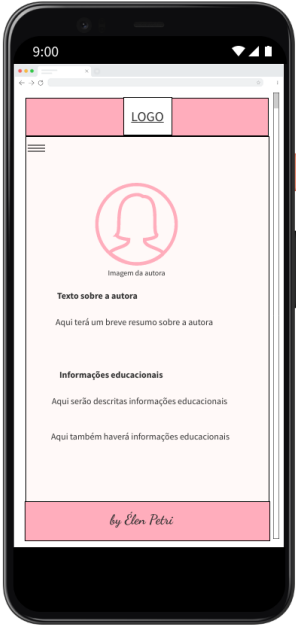 9:00
LOGO
Imagem da autora
Texto sobre a autora
Aqui terá um breve resumo sobre a autora
Informações educacionais
Aqui serão descritas informações educacionais
Aqui também haverá informações educacionais
by Élen Petri